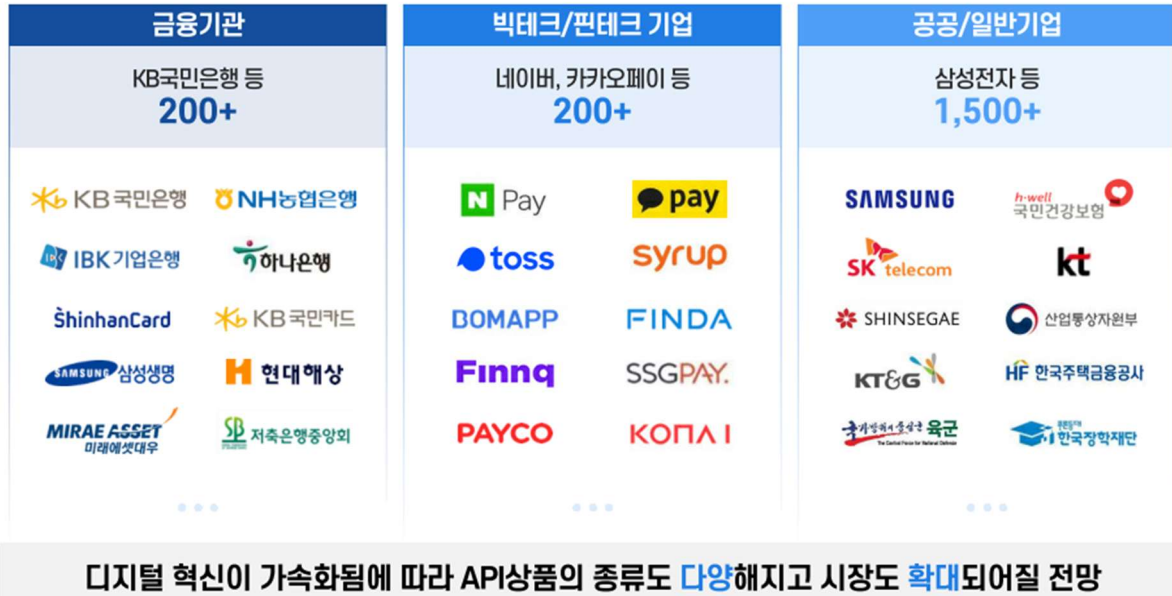 금융기관
KB국민은행 등
200+
KB국민은행
NH농협은행
IBK기업은행
하나은행
ShinhanCard
KB국민카드
SAMSUNG 삼성생명
현대해상
MIRAE ASSET
미래에셋대우
SB 저축은행중앙회
빅테크/핀테크 기업
네이버, 카카오페이 등
200+
N Pay
pay
toss
syrup
BOMAPP
FINDA
Finnq
SSGPAY.
PAYCO
KONA I
공공/일반기업
삼성전자 등
1,500+
SAMSUNG
h·well
국민건강보험
SK telecom
kt
SHINSEGAE
산업통상자원부
KT&G
HF 한국주택금융공사
육군
한국장학재단
디지털 혁신이 가속화됨에 따라 API상품의 종류도 다양해지고 시장도 확대되어질 전망